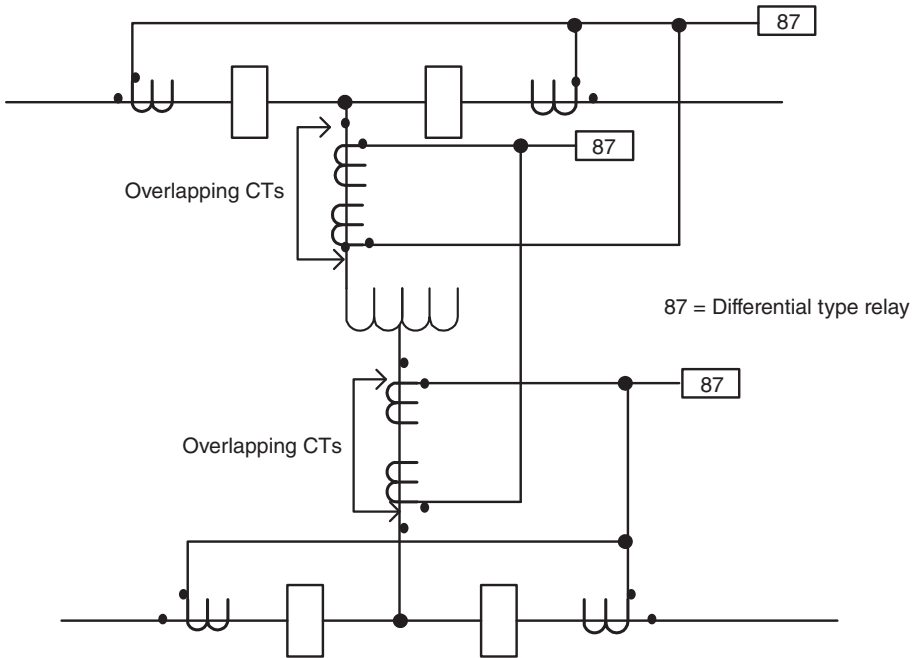 87
87
Overlapping CTs
87 = Differential type relay
87
Overlapping CTs